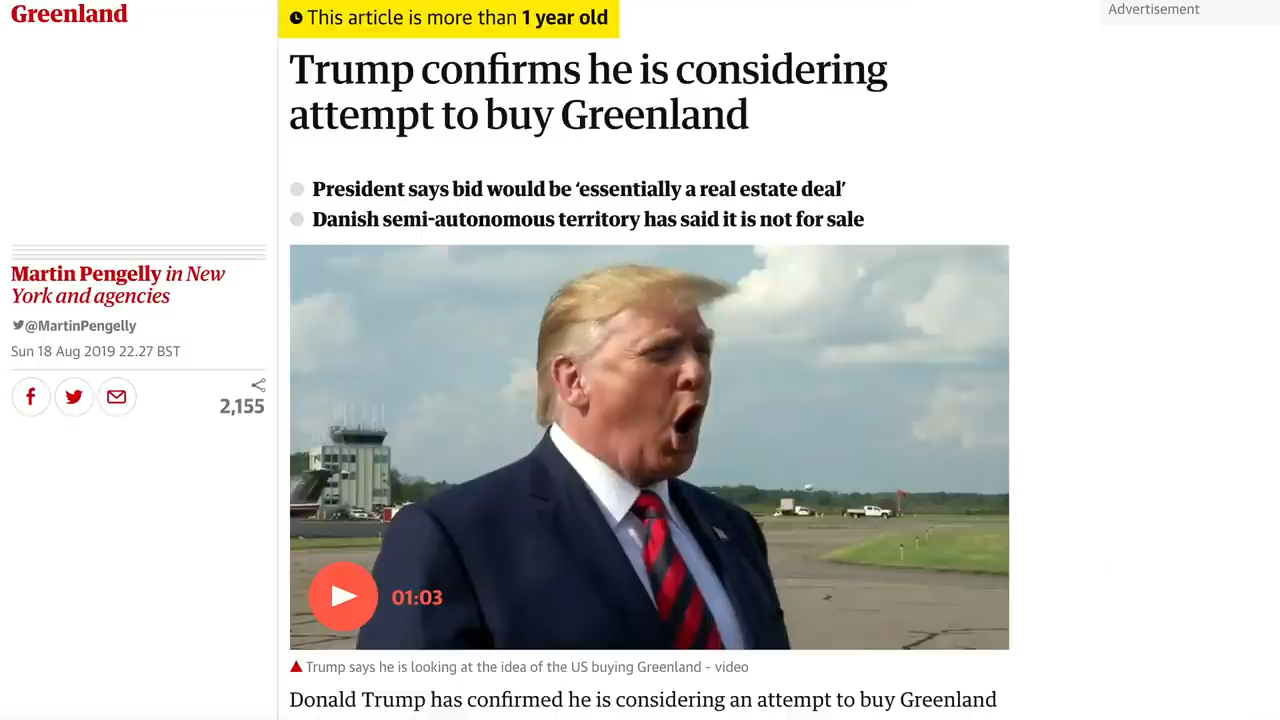 Greenland
This article is more than 1 year old
Advertisement
Trump confirms he is considering
attempt to buy Greenland
President says bid would be ‘essentially a real estate deal’
Danish semi-autonomous territory has said it is not for sale
Martin Pengelly in New
York and agencies
@MartinPengelly
Sun 18 Aug 2019 22.27 BST
2,155
01:03
Trump says he is looking at the idea of the US buying Greenland - video
Donald Trump has confirmed he is considering an attempt to buy Greenland